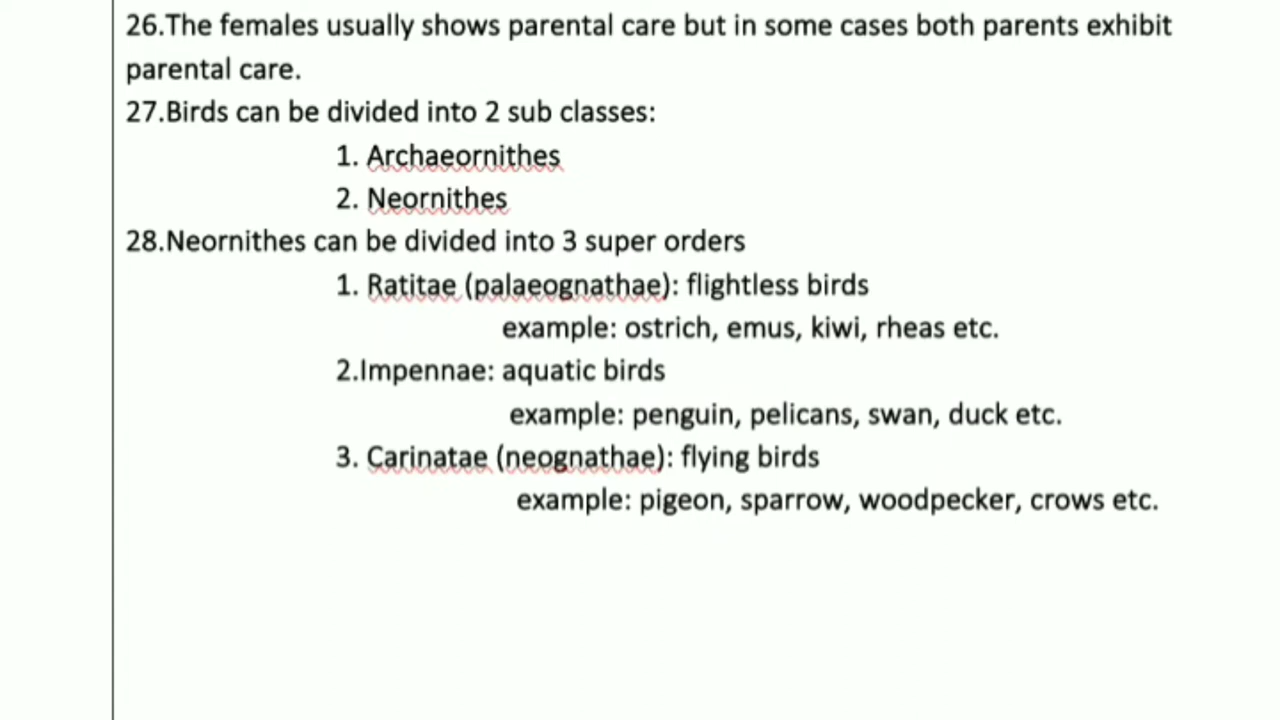 26.The females usually shows parental care but in some cases both parents exhibit
parental care.
27.Birds can be divided into 2 sub classes:
1. Archaeornithes
2. Neornithes
28.Neornithes can be divided into 3 super orders
1. Ratitae (palaeognathae): flightless birds
example: ostrich, emus, kiwi, rheas etc.
2.Impennae: aquatic birds
example: penguin, pelicans, swan, duck etc.
3. Carinatae (neognathae): flying birds
example: pigeon, sparrow, woodpecker, crows etc.